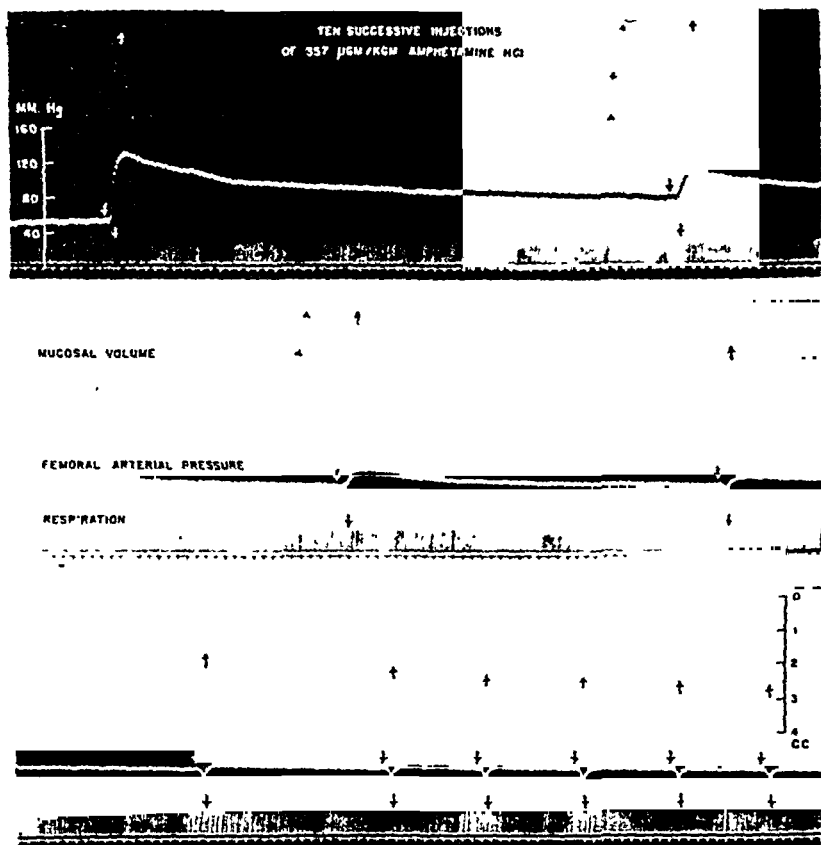 TEN SUCCESSIVE INJECTIONS
OF 357 µGM/KGM AMPHETAMINE HCl
MM. Hg
160
120
80
40
MUCOSAL VOLUME
FEMORAL ARTERIAL PRESSURE
RESPIRATION
0
1
2
3
4
CC